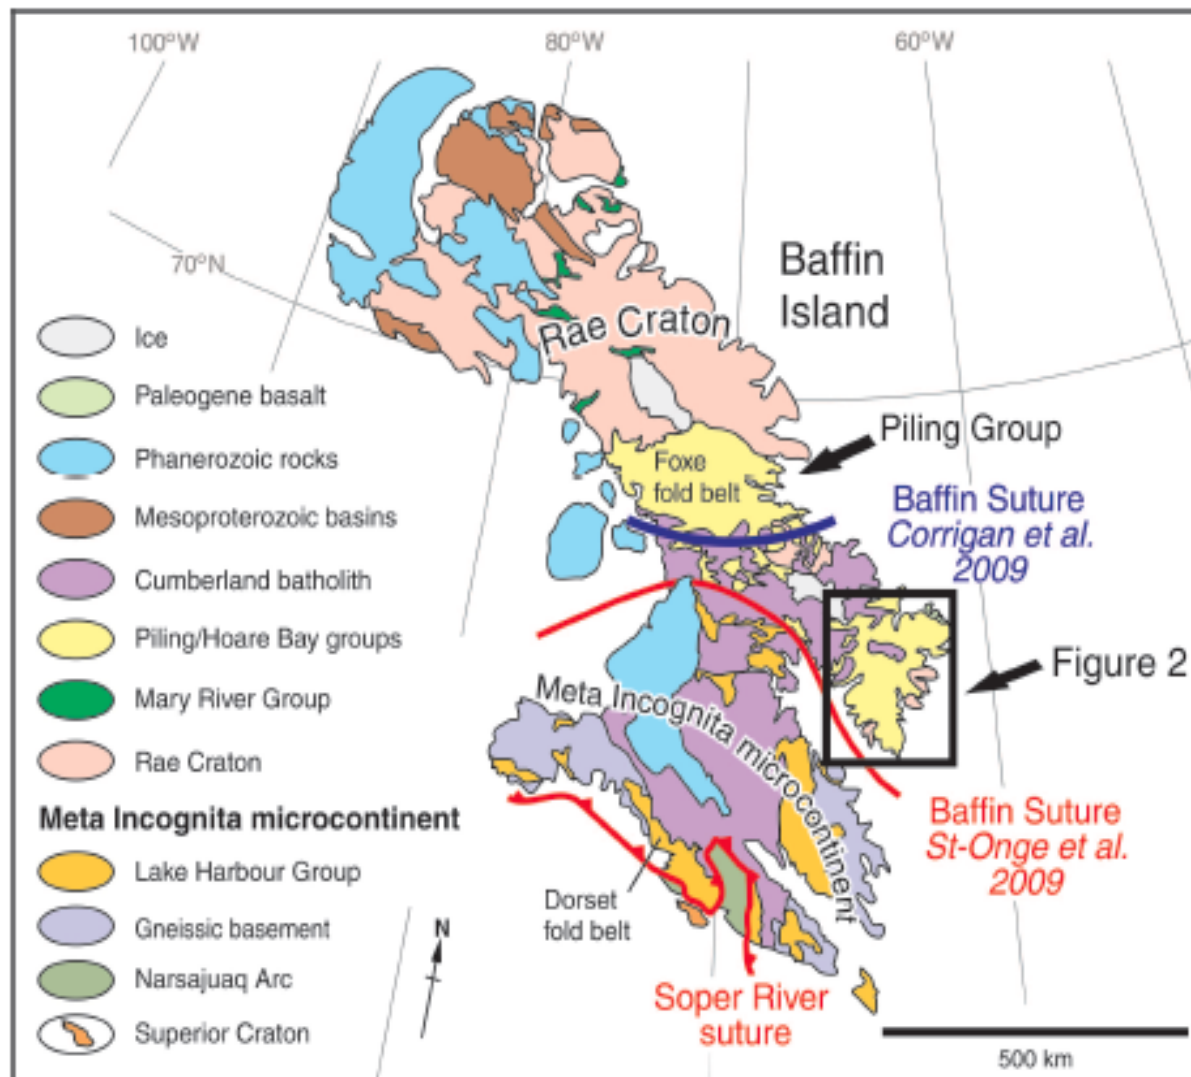 100°W
80°W
60°W
70°N
Baffin
Island
Rae Craton
Piling Group
Foxe
fold belt
Baffin Suture
Corrigan et al.
2009
Figure 2
Meta Incognita microcontinent
Baffin Suture
St-Onge et al.
2009
Dorset
fold belt
Soper River
suture
Ice
Paleogene basalt
Phanerozoic rocks
Mesoproterozoic basins
Cumberland batholith
Piling/Hoare Bay groups
Mary River Group
Rae Craton
Meta Incognita microcontinent
Lake Harbour Group
Gneissic basement
Narsajuaq Arc
Superior Craton
N
500 km